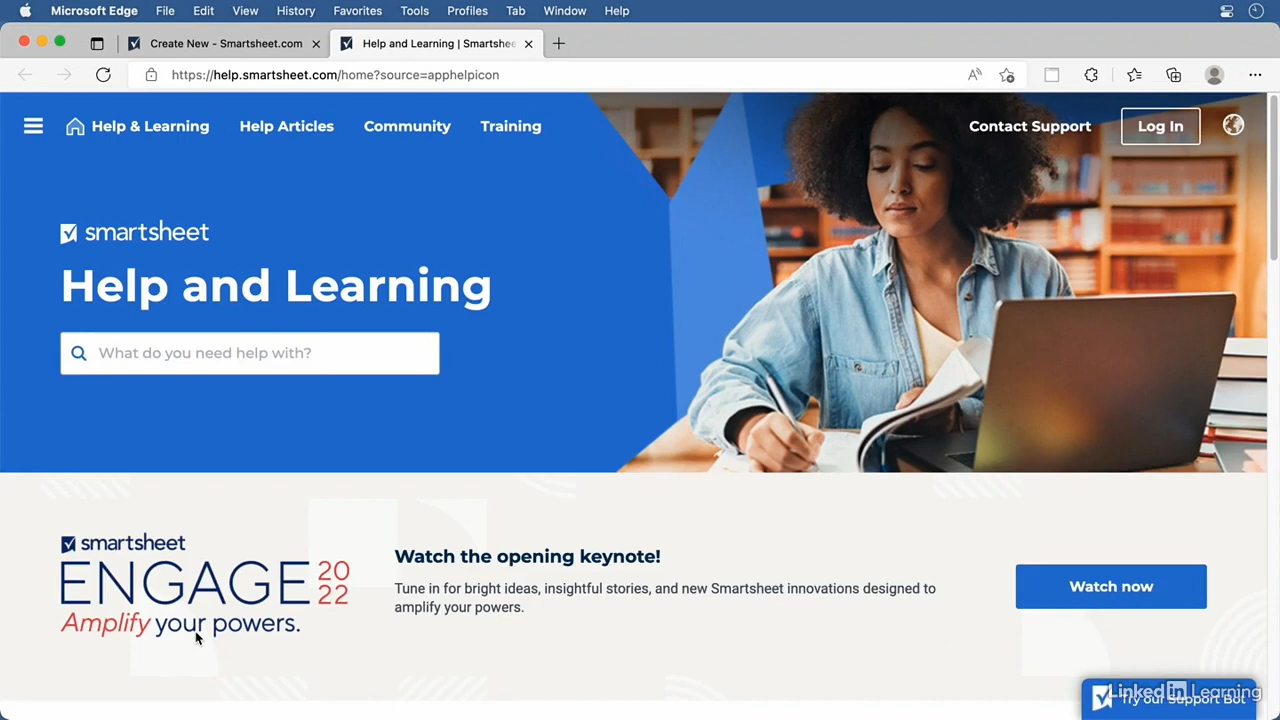 Microsoft Edge File Edit View History Favorites Tools Profiles Tab Window Help
Create New - Smartsheet.com
Help and Learning | Smartshe
https://help.smartsheet.com/home?source=apphelpicon
Help & Learning Help Articles Community Training Contact Support Log In
smartsheet
Help and Learning
What do you need help with?
smartsheet
ENGAGE 2022
Amplify your powers.
Watch the opening keynote!
Tune in for bright ideas, insightful stories, and new Smartsheet innovations designed to
amplify your powers.
Watch now
Try our Support Bot
LinkedIn Learning